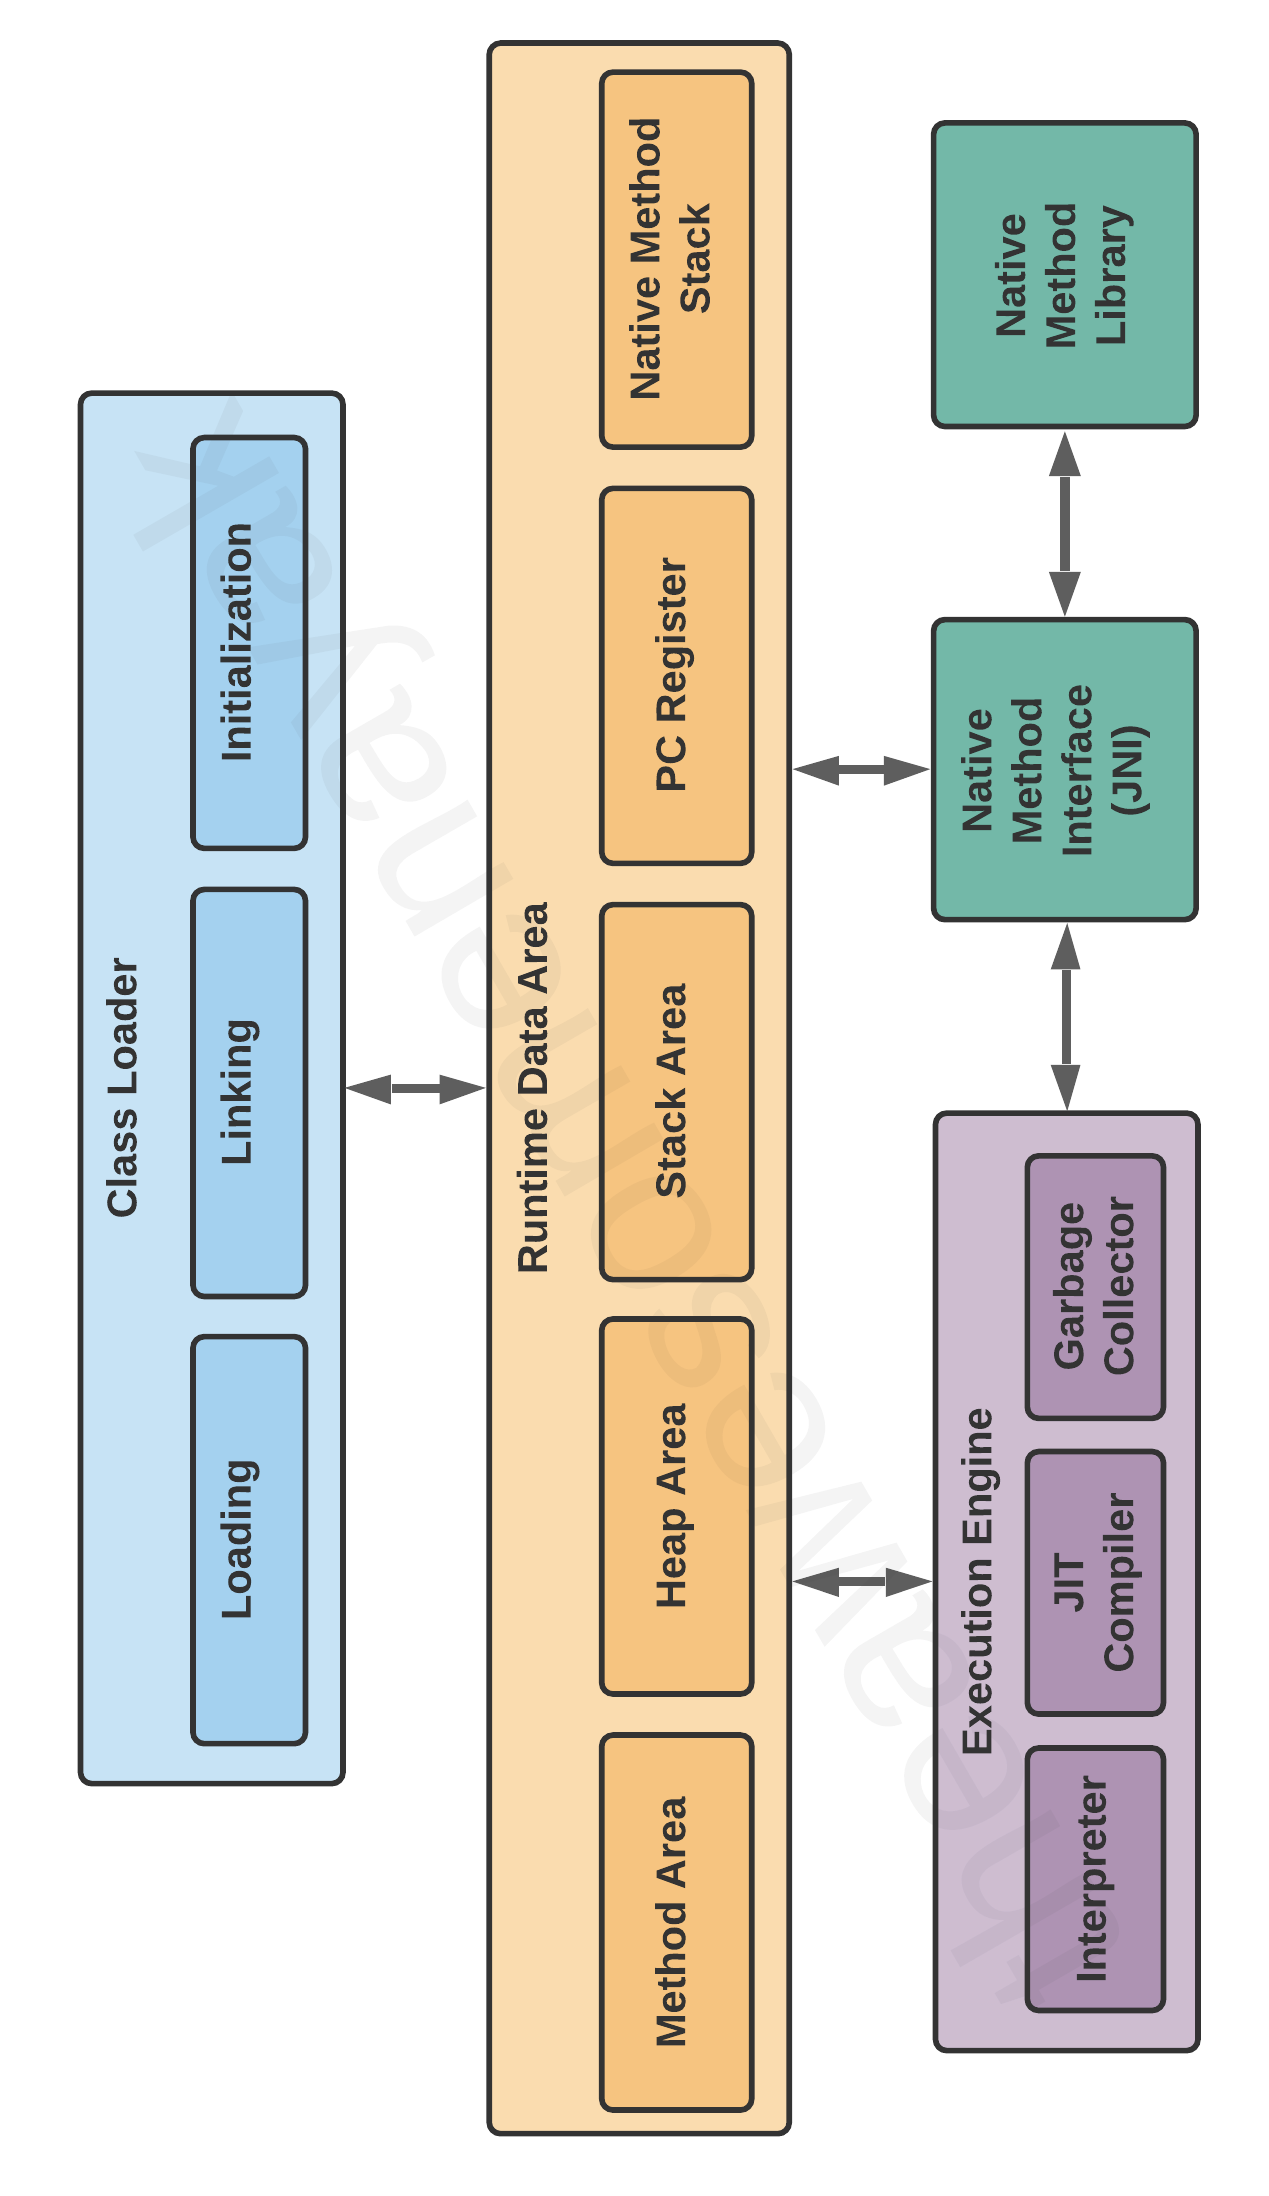 Class Loader
Loading
Linking
Initialization
Runtime Data Area
Method Area
Heap Area
Stack Area
PC Register
Native Method
Stack
Execution Engine
Interpreter
JIT
Compiler
Garbage
Collector
Native
Method
Interface
(JNI)
Native
Method
Library
theawesomenayak